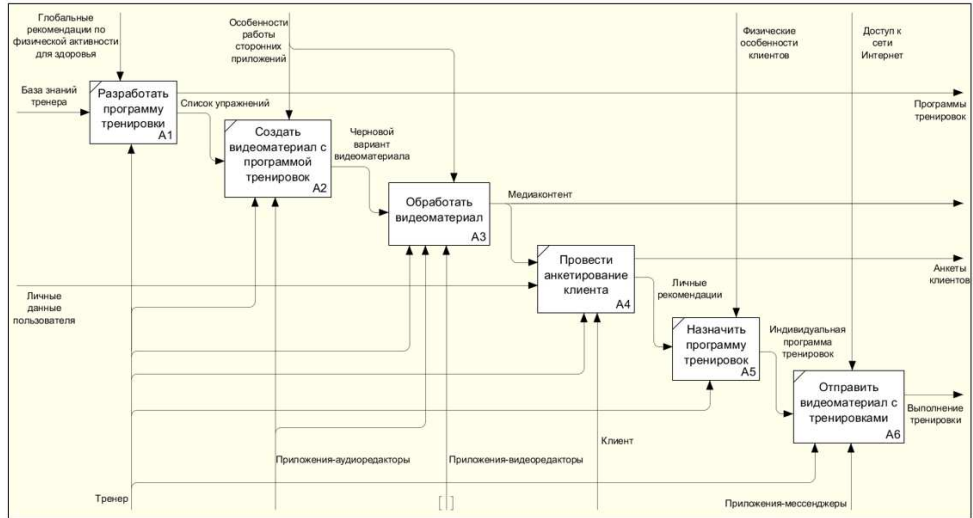 Глобальные
рекомендации по
физической активности
для здоровья
Особенности
работы
сторонних
приложений
Физические
особенности
клиентов
Доступ к
сети
Интернет
База знаний
тренера
Разработать
программу
тренировки
A1
Список упражнений
Программы
тренировок
Создать
видеоматериал с
программой
тренировок
A2
Черновой
вариант
видеоматериала
Обработать
видеоматериал
A3
Медиаконтент
Провести
анкетирование
клиента
A4
Анкеты
клиентов
Личные
данные
пользователя
Личные
рекомендации
Назначить
программу
тренировок
A5
Индивидуальная
программа
тренировок
Отправить
видеоматериал с
тренировками
A6
Выполнение
тренировки
Клиент
Приложения-аудиоредакторы
Приложения-видеоредакторы
Тренер
[ ]
Приложения-мессенджеры